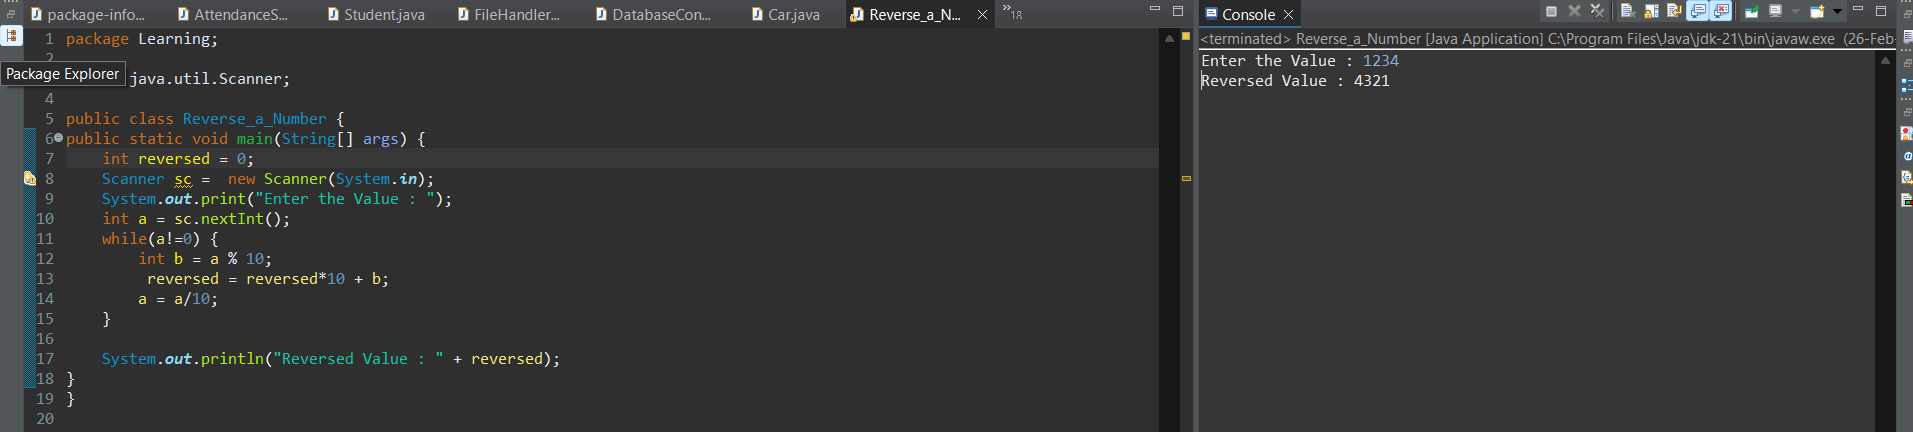 package-info...
AttendanceS...
Student.java
FileHandler...
DatabaseCon...
Car.java
Reverse_a_N...
18
1 package Learning;
2
Package Explorer
java.util.Scanner;
4
5 public class Reverse_a_Number {
6 public static void main(String[] args) {
7 int reversed = 0;
8 Scanner sc =  new Scanner(System.in);
9 System.out.print("Enter the Value : ");
10 int a = sc.nextInt();
11 while(a!=0) {
12 int b = a % 10;
13 reversed = reversed*10 + b;
14 a = a/10;
15 }
16
17 System.out.println("Reversed Value : " + reversed);
18 }
19 }
20
Console
<terminated> Reverse_a_Number [Java Application] C:\Program Files\Java\jdk-21\bin\javaw.exe (26-Feb-
Enter the Value : 1234
Reversed Value : 4321